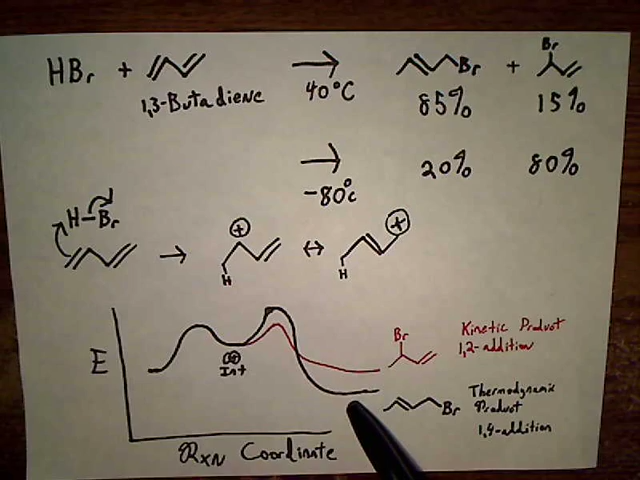 HBr + → Br + Br
1,3-Butadiene 40°C 85% 15%
→ 20% 80%
-80°C
H-Br
→ ⊕ ↔ ⊕
H H
E
⊕
Int
Br
Kinetic Product
1,2-addition
Br
Thermodynamic
Product
1,4-addition
Rxn Coordinate